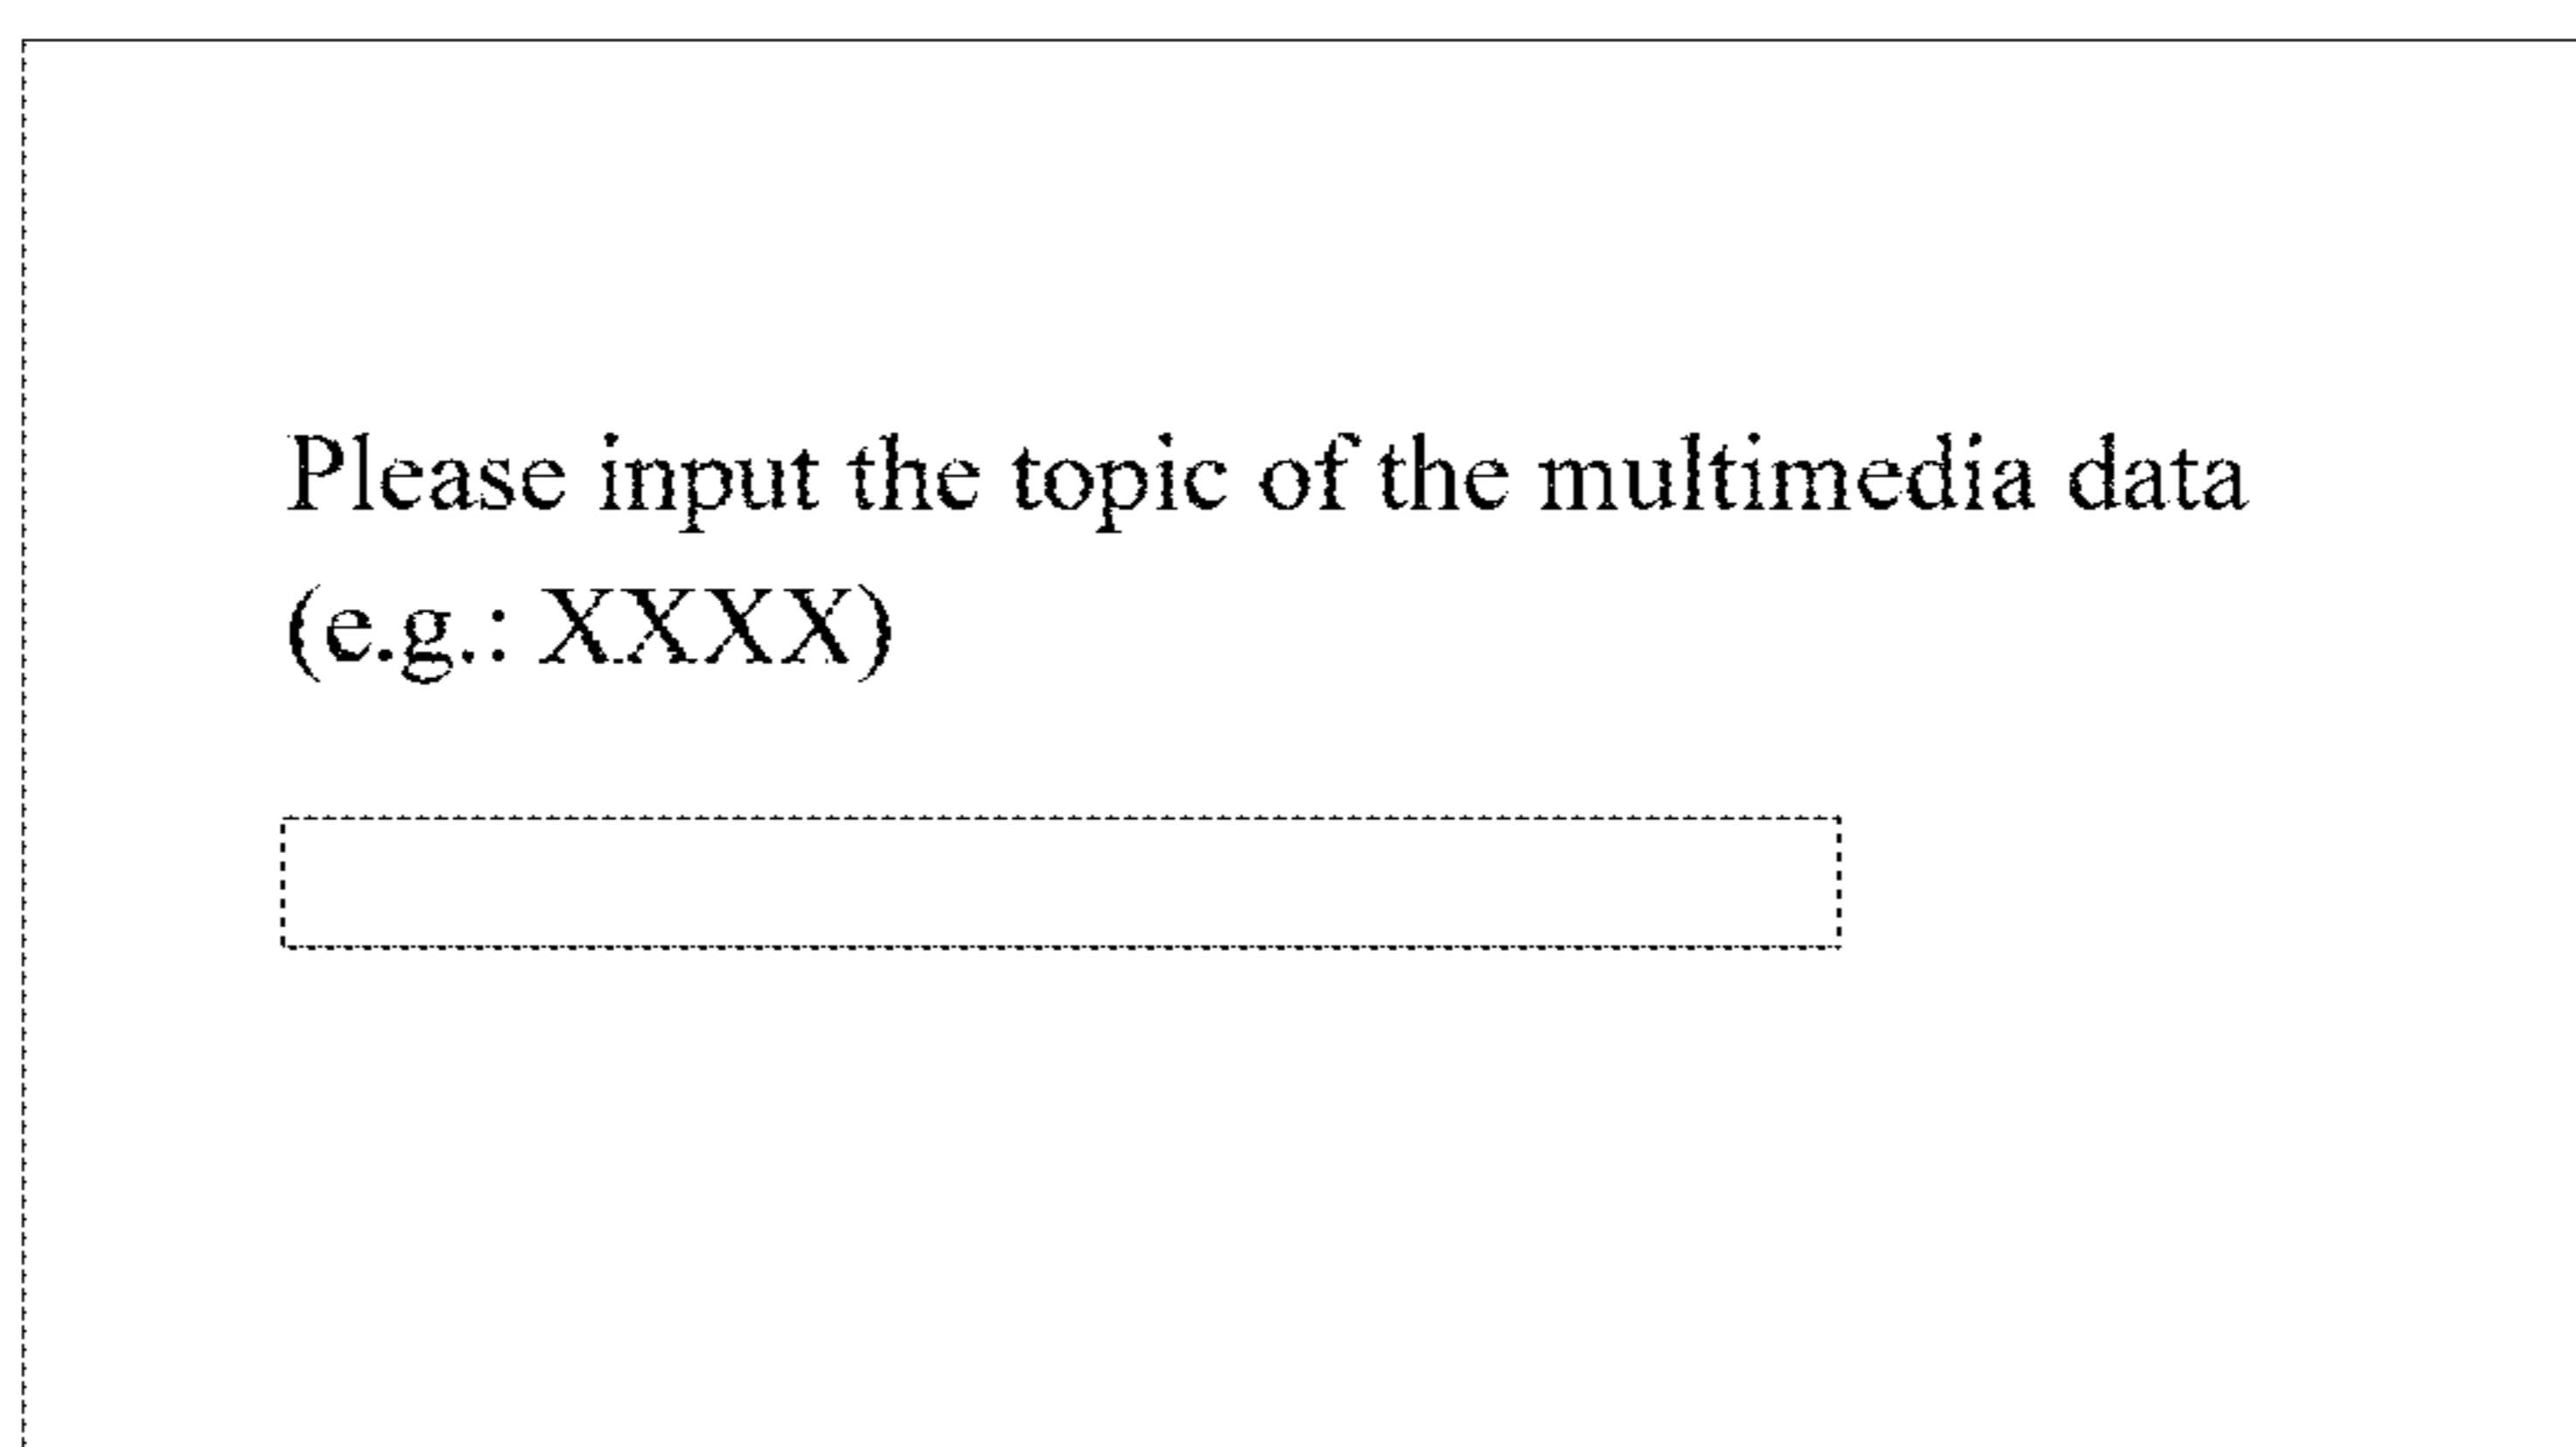 Please input the topic of the multimedia data
(e.g.: XXXX)